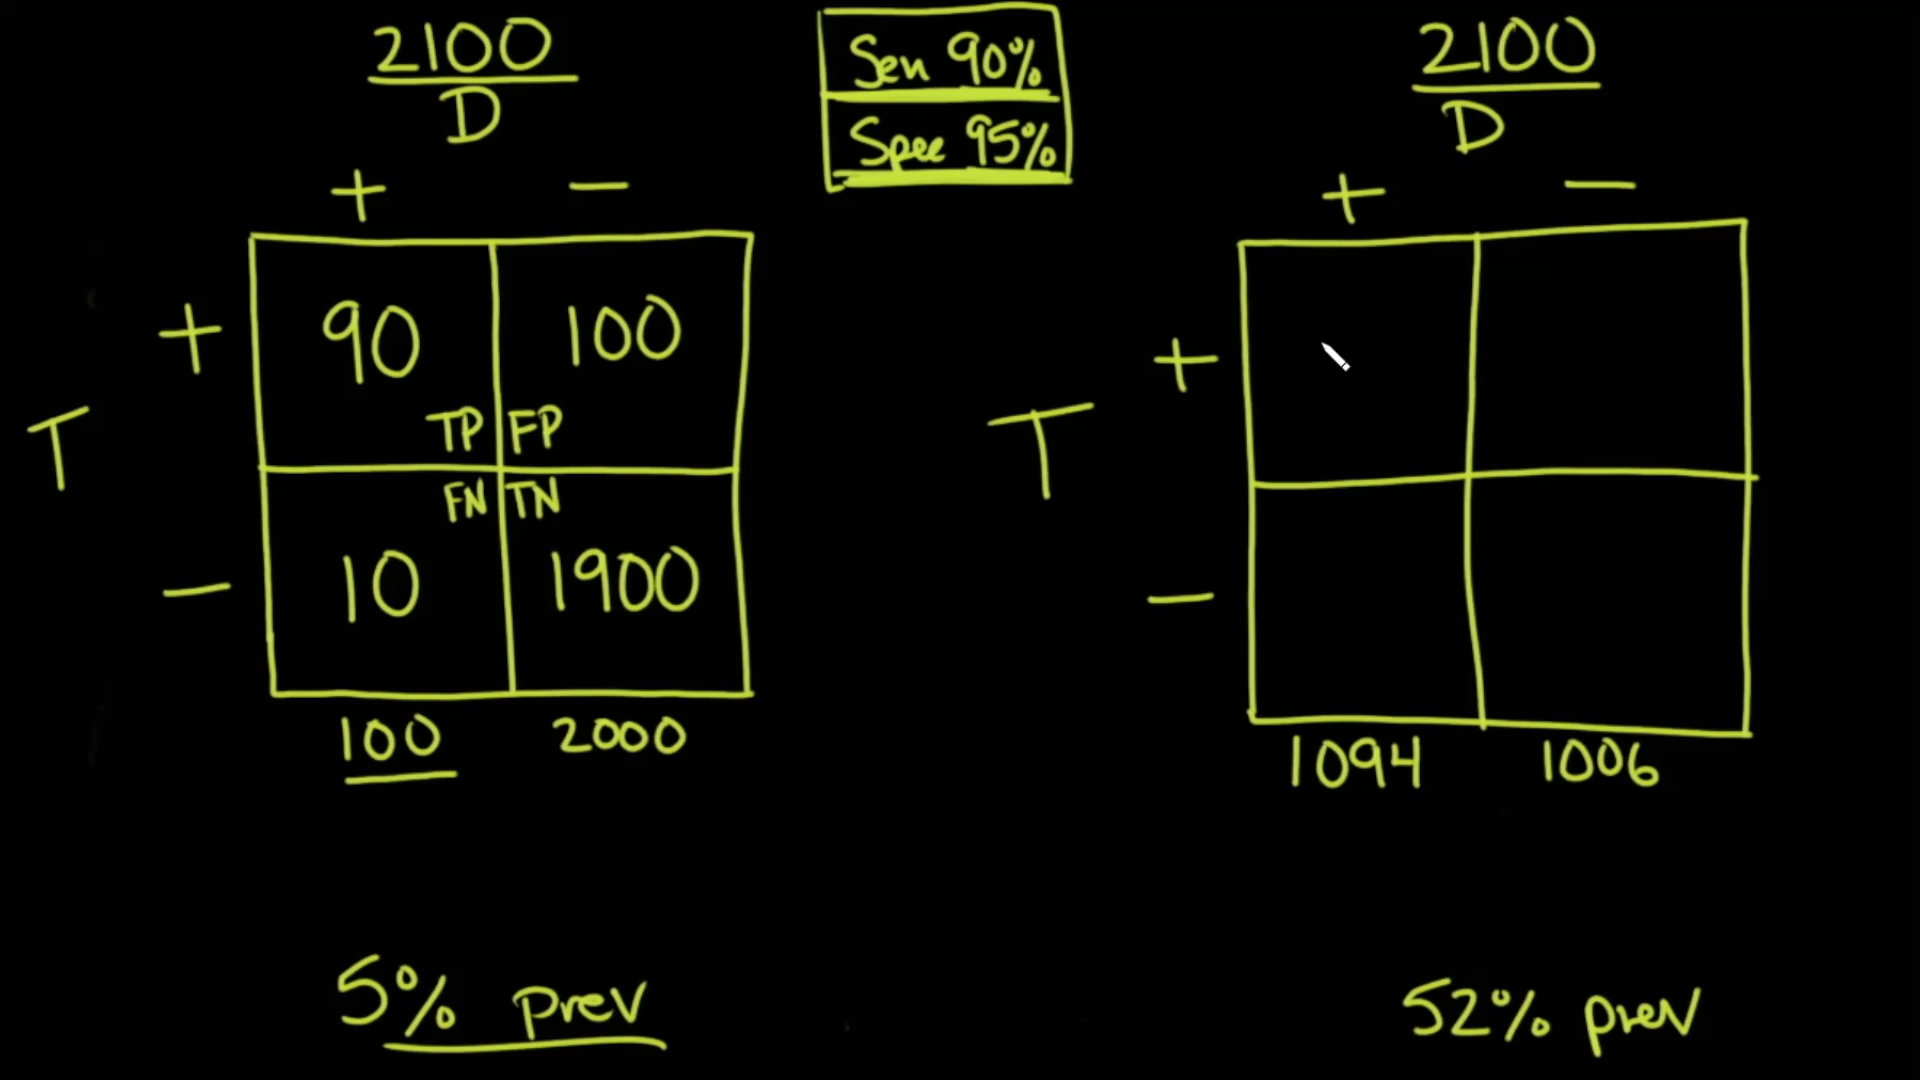 2100
D
+ −
T
+ 90 100
TP FP
FN TN
− 10 1900
100 2000
5% prev
Sen 90%
Spec 95%
2100
D
+ −
T
+
−
1094 1006
52% prev